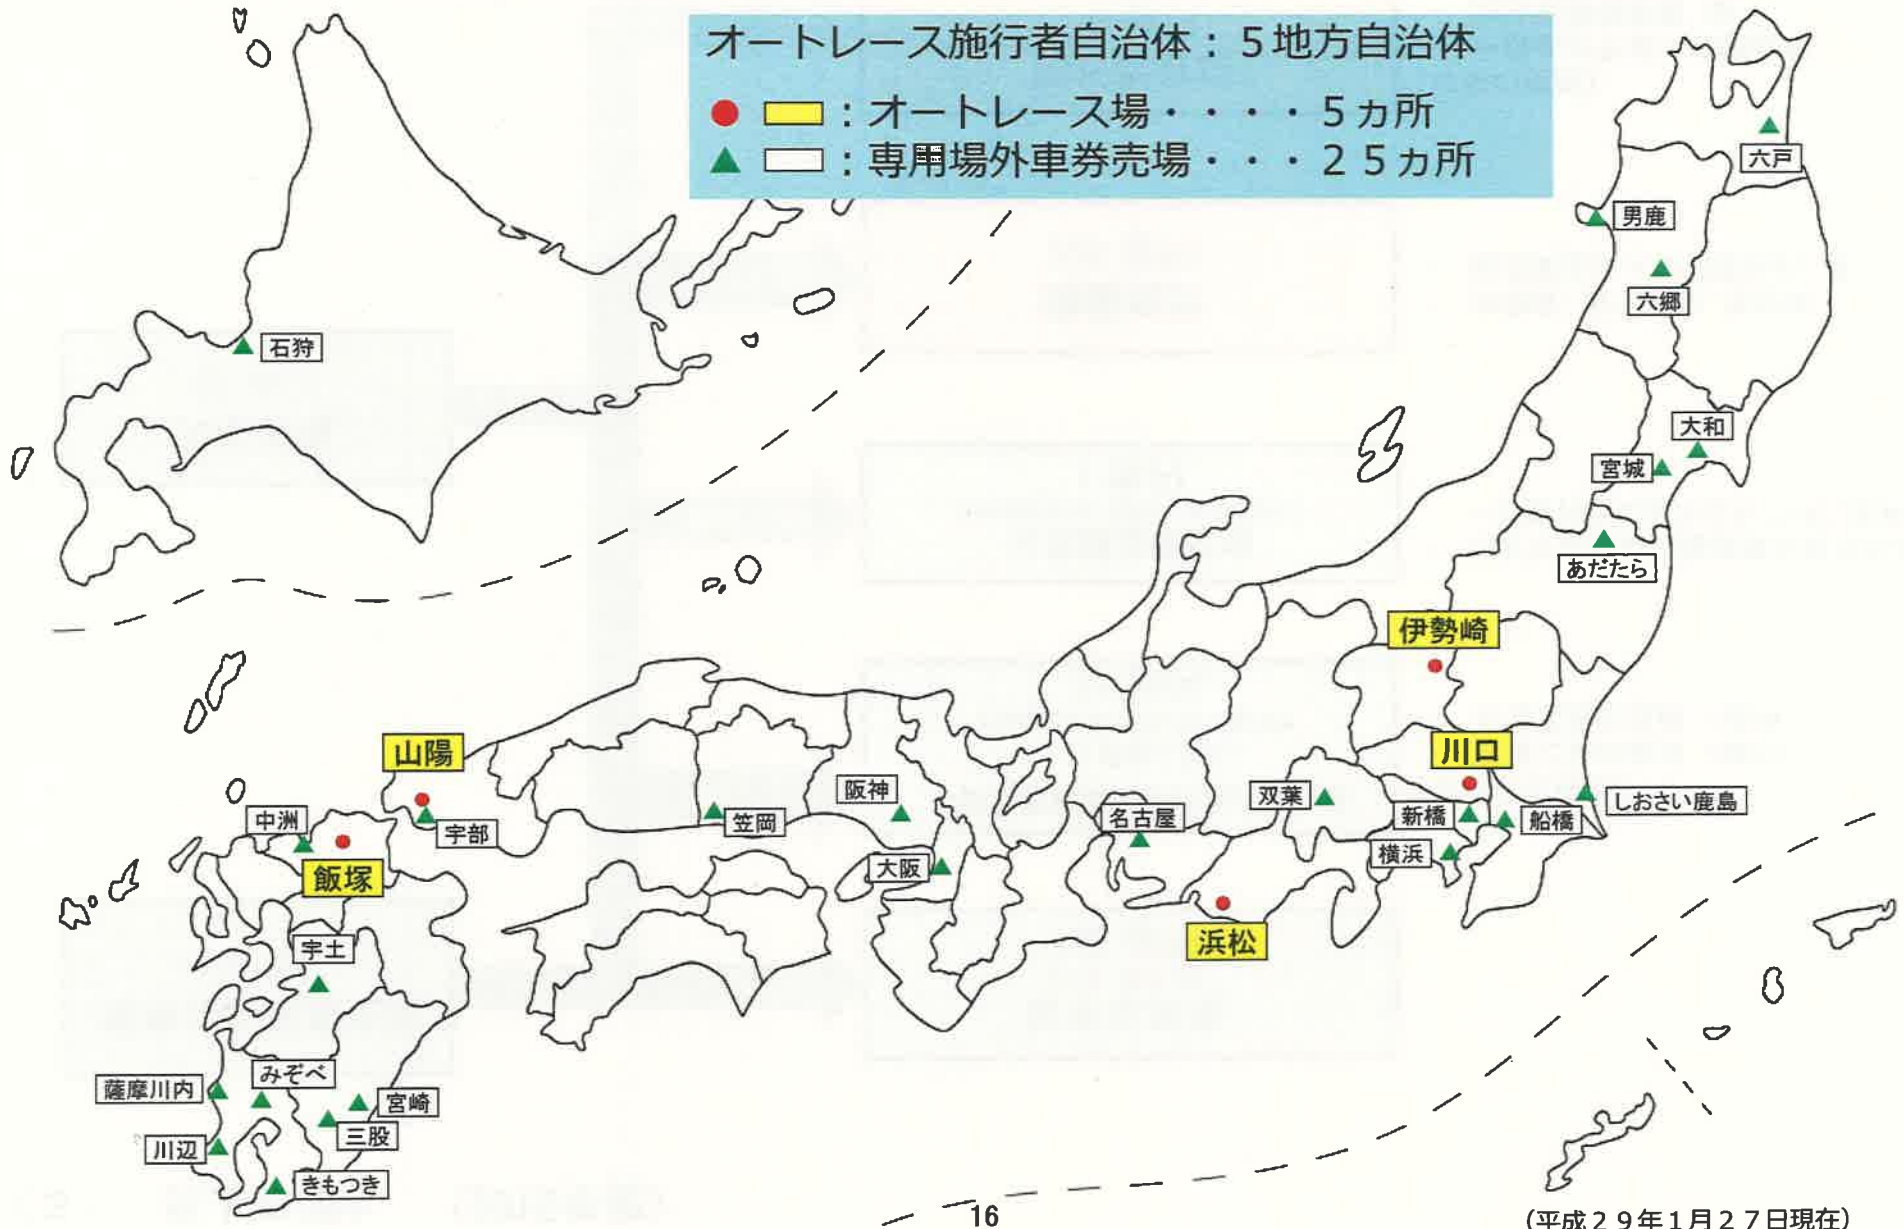 オートレース施行者自治体：５地方自治体
：オートレース場・・・・５ヵ所
：専用場外車券売場・・・２５ヵ所
六戸
男鹿
六郷
石狩
大和
宮城
あだたら
伊勢崎
山陽
川口
阪神
双葉
しおさい鹿島
中洲
笠岡
名古屋
新橋
船橋
宇部
横浜
大阪
飯塚
浜松
宇土
みぞべ
薩摩川内
宮崎
三股
川辺
きもつき
16
（平成２９年１月２７日現在）